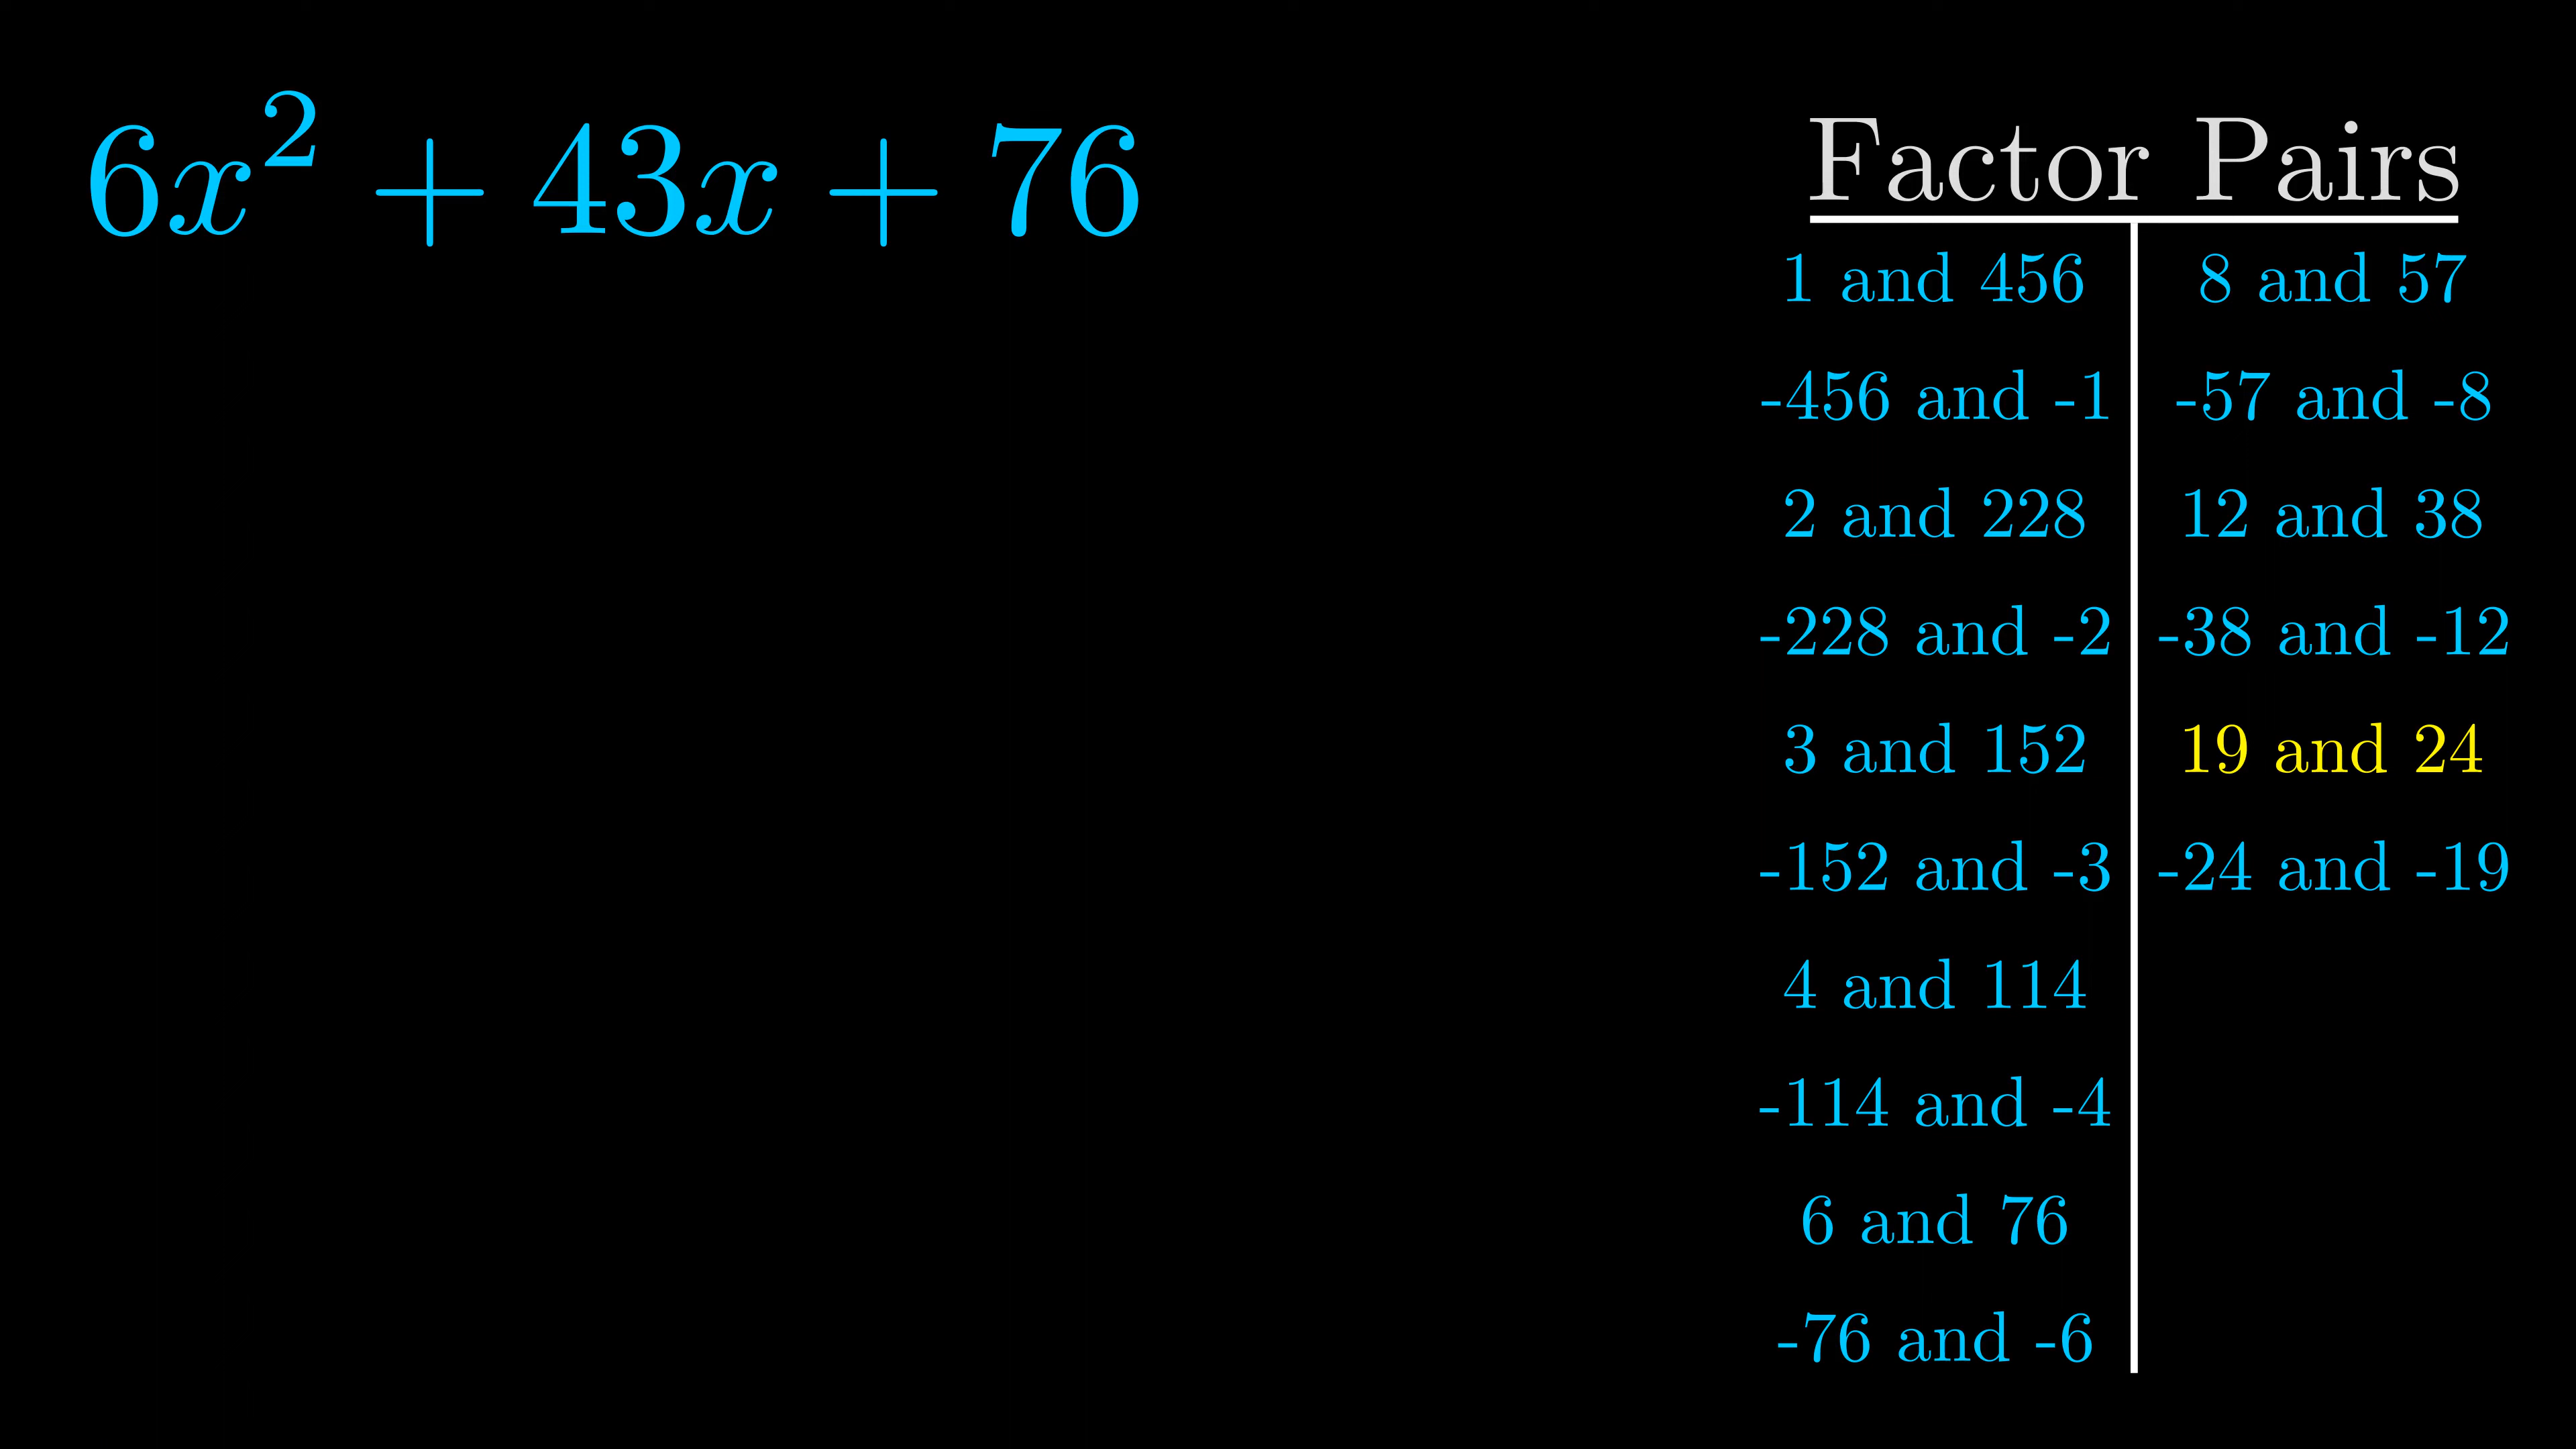 6x² + 43x + 76
Factor Pairs
1 and 456
-456 and -1
2 and 228
-228 and -2
3 and 152
-152 and -3
4 and 114
-114 and -4
6 and 76
-76 and -6
8 and 57
-57 and -8
12 and 38
-38 and -12
19 and 24
-24 and -19